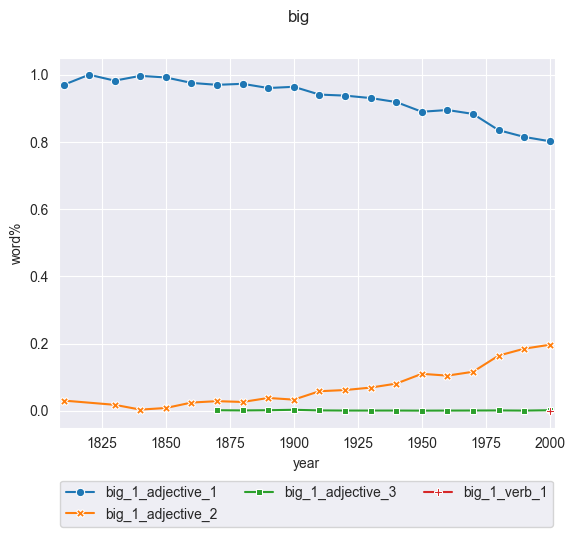 big
1.0
0.8
0.6
0.4
0.2
0.0
word%
1825 1850 1875 1900 1925 1950 1975 2000
year
big_1_adjective_1 big_1_adjective_3 big_1_verb_1
big_1_adjective_2